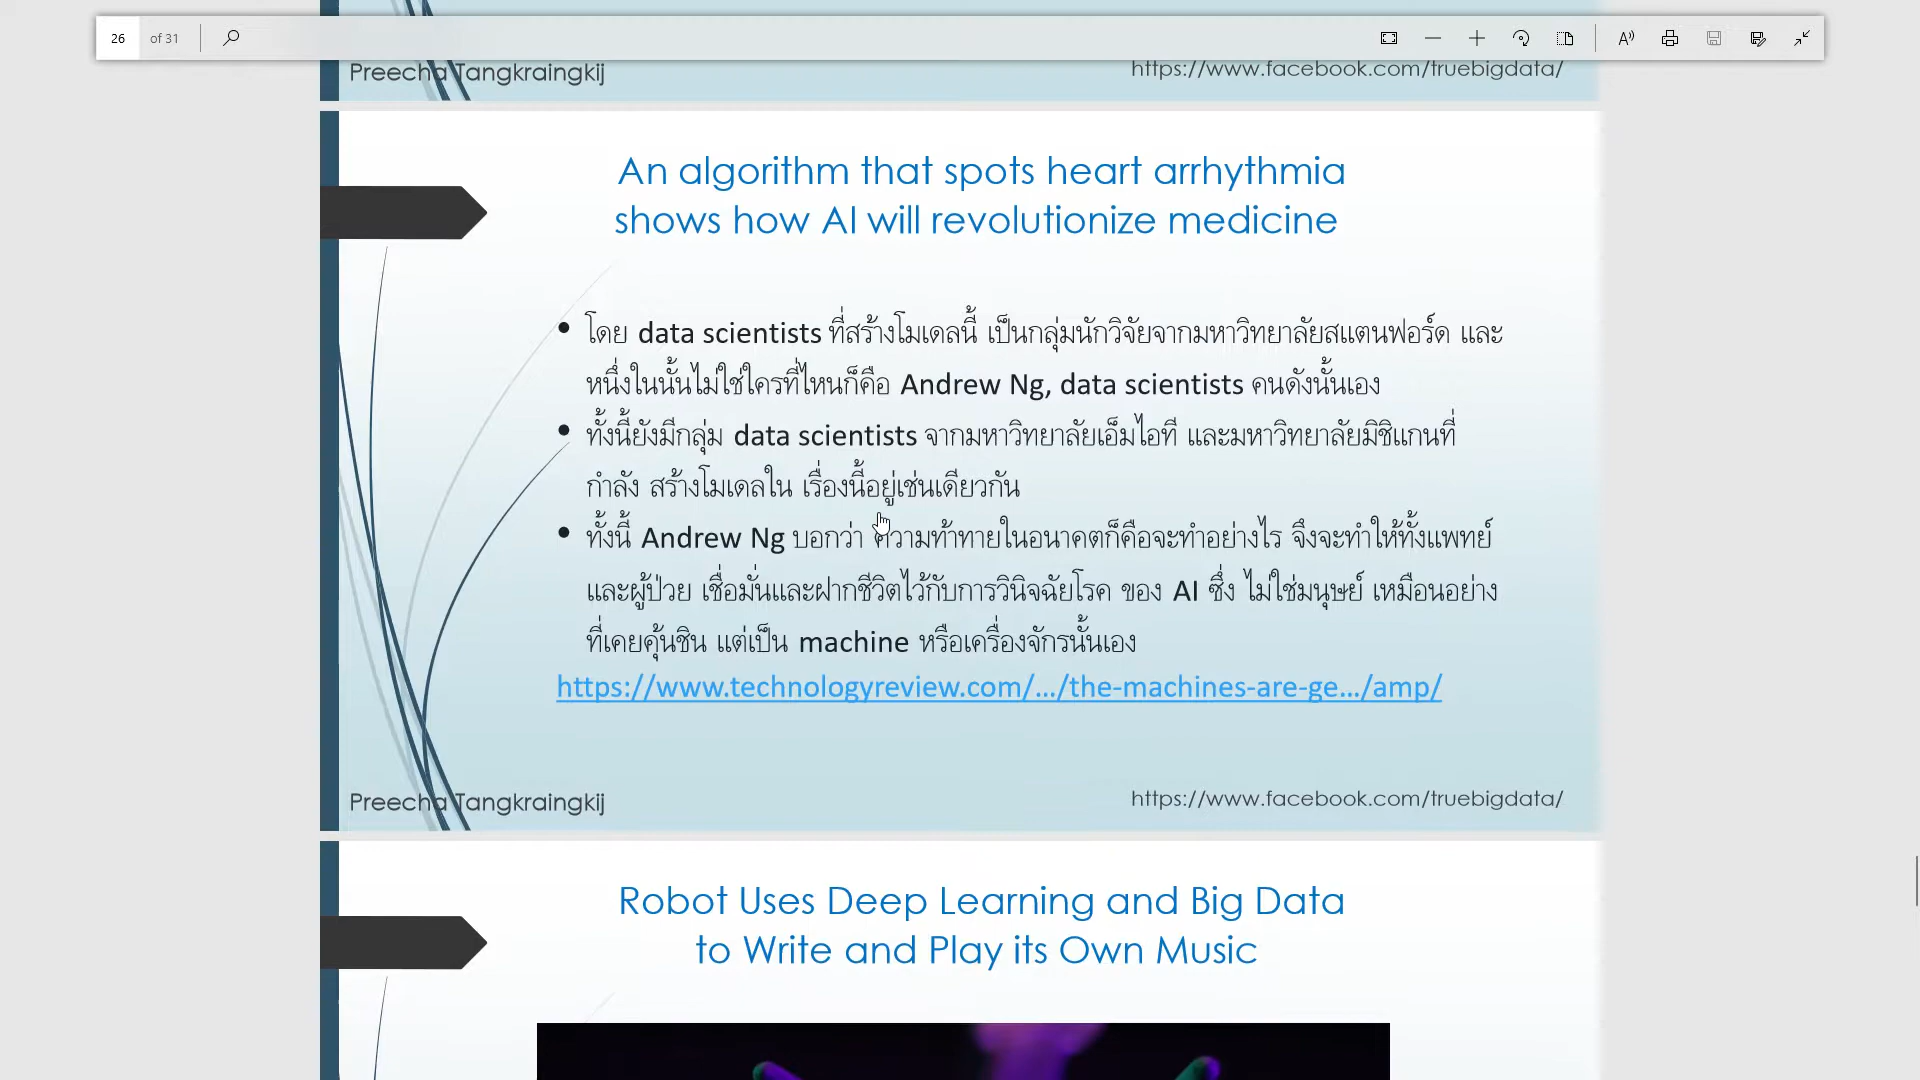 26 of 31
Preecha Tangkraingkij
https://www.facebook.com/truebigdata/
An algorithm that spots heart arrhythmia
shows how AI will revolutionize medicine
• โดย data scientists ที่สร้างโมเดลนี้ เป็นกลุ่มนักวิจัยจากมหาวิทยาลัยสแตนฟอร์ด และ
หนึ่งในนั้นไม่ใช่ใครที่ไหนก็คือ Andrew Ng, data scientists คนดังนั้นเอง
• ทั้งนี้ยังมีกลุ่ม data scientists จากมหาวิทยาลัยเอ็มไอที และมหาวิทยาลัยมิชิแกนที่
กำลัง สร้างโมเดลใน เรื่องนี้อยู่เช่นเดียวกัน
• ทั้งนี้ Andrew Ng บอกว่า ความท้าทายในอนาคตก็คือจะทำอย่างไร จึงจะทำให้ทั้งแพทย์
และผู้ป่วย เชื่อมั่นและฝากชีวิตไว้กับการวินิจฉัยโรค ของ AI ซึ่ง ไม่ใช่มนุษย์ เหมือนอย่าง
ที่เคยคุ้นชิน แต่เป็น machine หรือเครื่องจักรนั้นเอง
https://www.technologyreview.com/…/the-machines-are-ge…/amp/
Preecha Tangkraingkij
https://www.facebook.com/truebigdata/
Robot Uses Deep Learning and Big Data
to Write and Play its Own Music